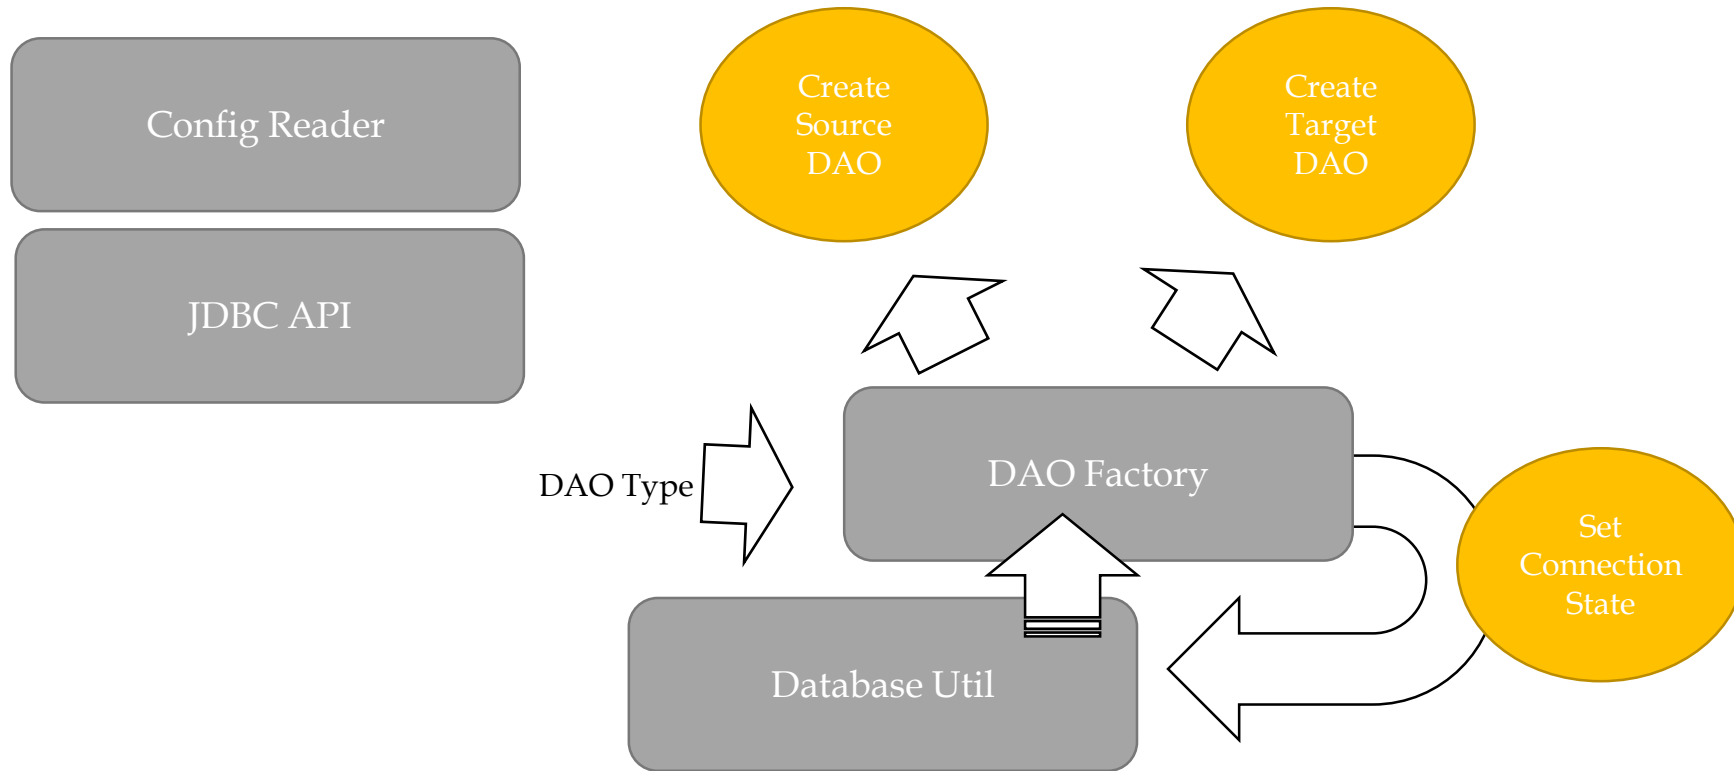 Config Reader
JDBC API
Create
Source
DAO
Create
Target
DAO
DAO Type
DAO Factory
Set
Connection
State
Database Util